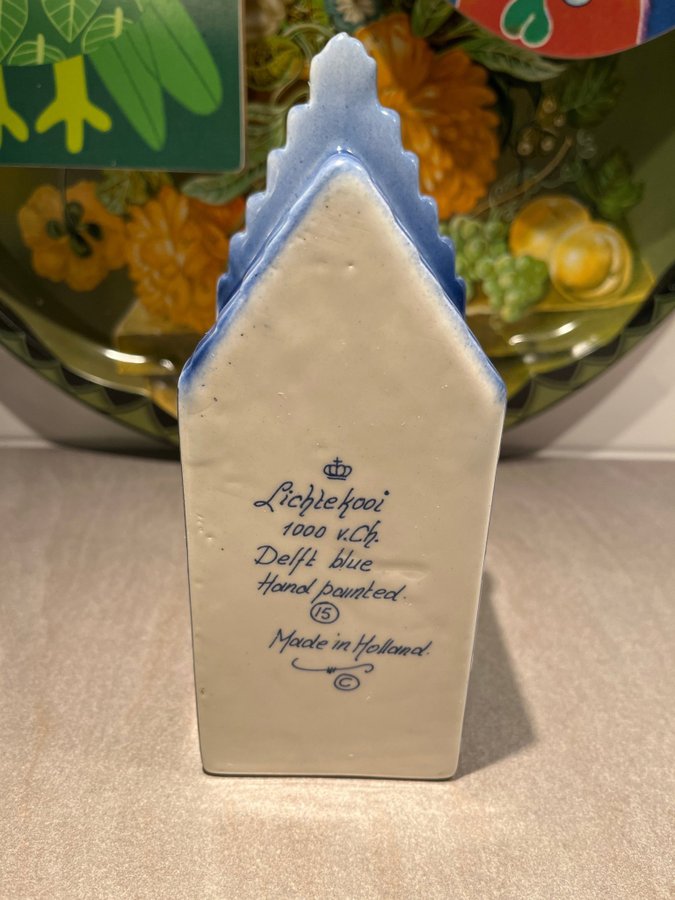 Lichtekooi
1000 v.Ch.
Delft blue
Hand painted.
15
Made in Holland.
©